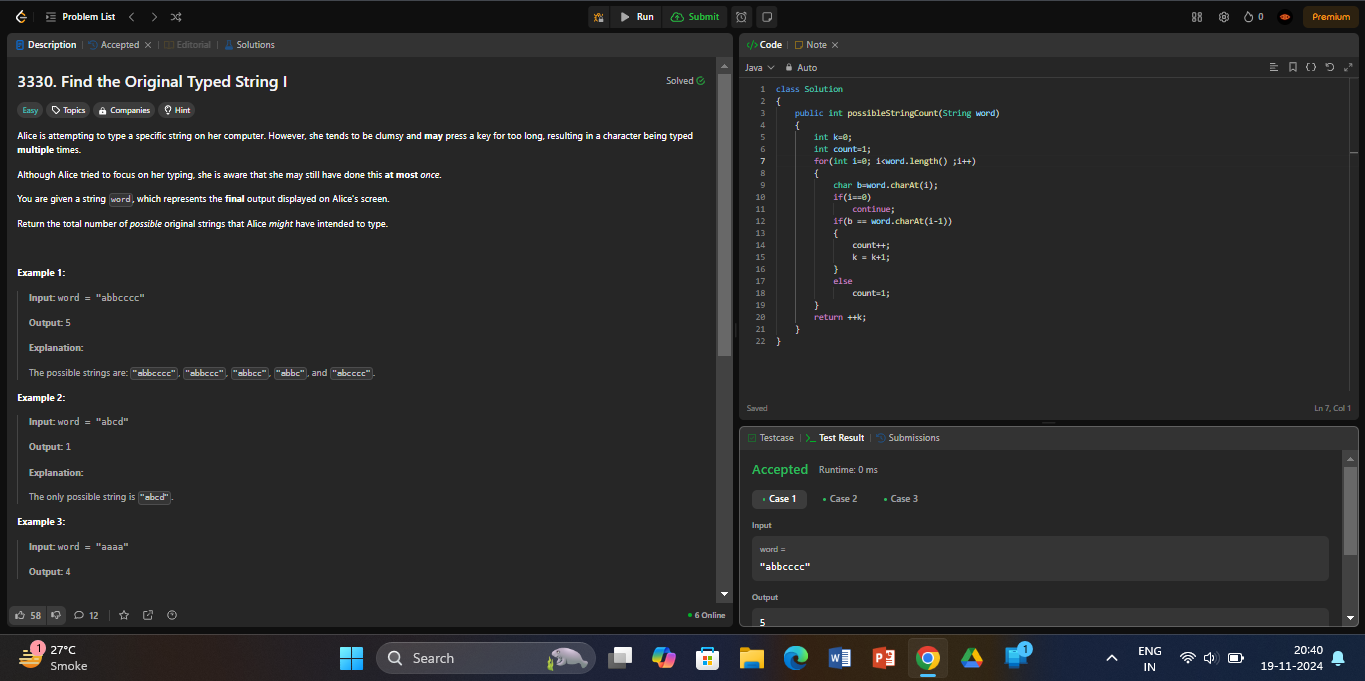 Problem List
Run
Submit
0
Premium
Description
Accepted
Editorial
Solutions
3330. Find the Original Typed String I
Solved
Easy
Topics
Companies
Hint
Alice is attempting to type a specific string on her computer. However, she tends to be clumsy and may press a key for too long, resulting in a character being typed
multiple times.
Although Alice tried to focus on her typing, she is aware that she may still have done this at most once.
You are given a string word, which represents the final output displayed on Alice's screen.
Return the total number of possible original strings that Alice might have intended to type.
Example 1:
Input: word = "abbcccc"
Output: 5
Explanation:
The possible strings are: "abbcccc", "abbccc", "abbcc", "abbc", and "abcccc".
Example 2:
Input: word = "abcd"
Output: 1
Explanation:
The only possible string is "abcd".
Example 3:
Input: word = "aaaa"
Output: 4
58
12
6 Online
Code
Note
Java
Auto
1 class Solution
2 {
3 public int possibleStringCount(String word)
4 {
5 int k=0;
6 int count=1;
7 for(int i=0; i<word.length() ;i++)
8 {
9 char b=word.charAt(i);
10 if(i==0)
11 continue;
12 if(b == word.charAt(i-1))
13 {
14 count++;
15 k = k+1;
16 }
17 else
18 count=1;
19 }
20 return ++k;
21 }
22 }
Saved
Ln 7, Col 1
Testcase
Test Result
Submissions
Accepted
Runtime: 0 ms
Case 1
Case 2
Case 3
Input
word =
"abbcccc"
Output
5
1
27°C
Smoke
Search
1
ENG
IN
20:40
19-11-2024